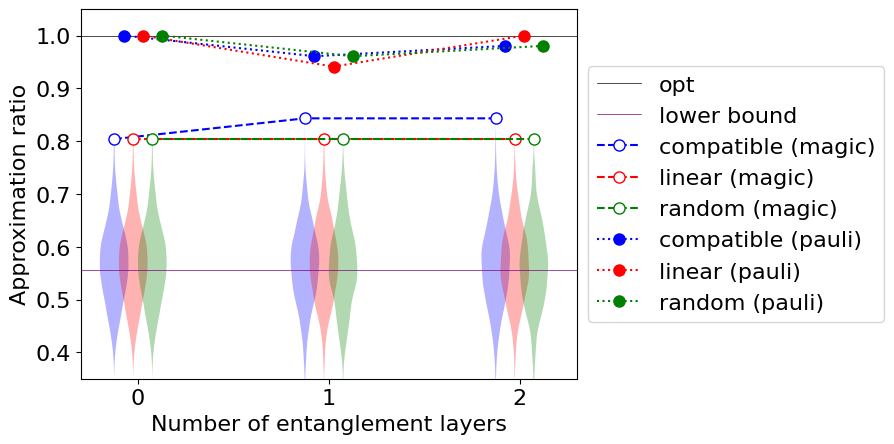 1.0
0.9
0.8
0.7
0.6
0.5
0.4
Approximation ratio
0 1 2
Number of entanglement layers
opt
lower bound
compatible (magic)
linear (magic)
random (magic)
compatible (pauli)
linear (pauli)
random (pauli)